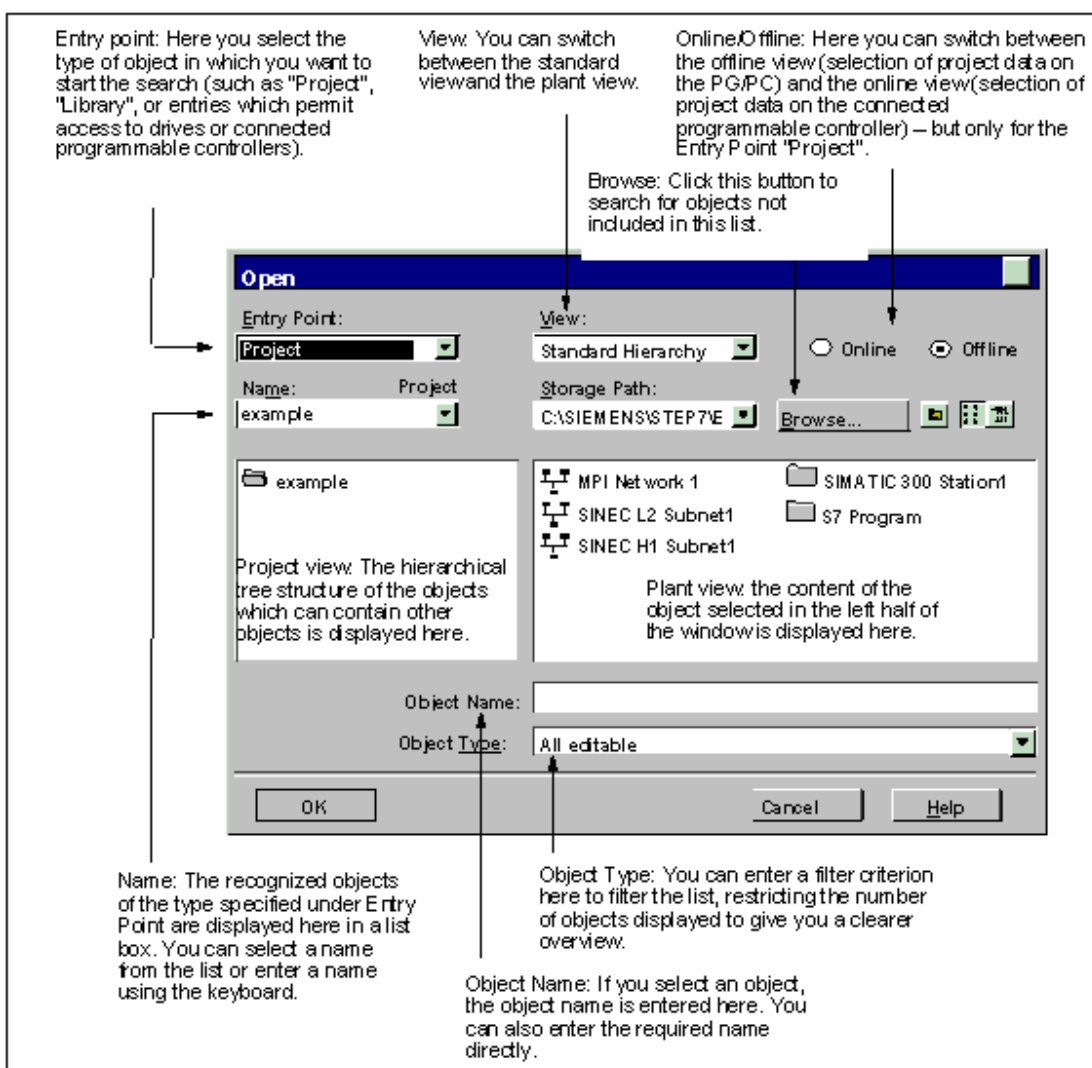 Entry point: Here you select the
type of object in which you want to
start the search (such as "Project",
"Library", or entries which permit
access to drives or connected
programmable controllers).
View: You can switch
between the standard
viewand the plant view.
Online/Offline: Here you can switch between
the offline view (selection of project data on
the PG/PC) and the online view (selection of
project data on the connected
programmable controller) – but only for the
Entry Point "Project".
Browse: Click this button to
search for objects not
included in this list.
Open
Entry Point:
View:
Project
Standard Hierarchy
Online
Offline
Name:
Project
Storage Path:
example
C:\SIEMENS\STEP7\E
Browse...
example
MPI Network 1
SIMATIC 300 Station1
SINEC L2 Subnet1
S7 Program
SINEC H1 Subnet1
Project view: The hierarchical
tree structure of the objects
which can contain other
objects is displayed here.
Plant view: the content of the
object selected in the left half of
the window is displayed here.
Object Name:
Object Type:
All editable
OK
Cancel
Help
Name: The recognized objects
of the type specified under Entry
Point are displayed here in a list
box. You can select a name
from the list or enter a name
using the keyboard.
Object Type: You can enter a filter criterion
here to filter the list, restricting the number
of objects displayed to give you a clearer
overview.
Object Name: If you select an object,
the object name is entered here. You
can also enter the required name
directly.